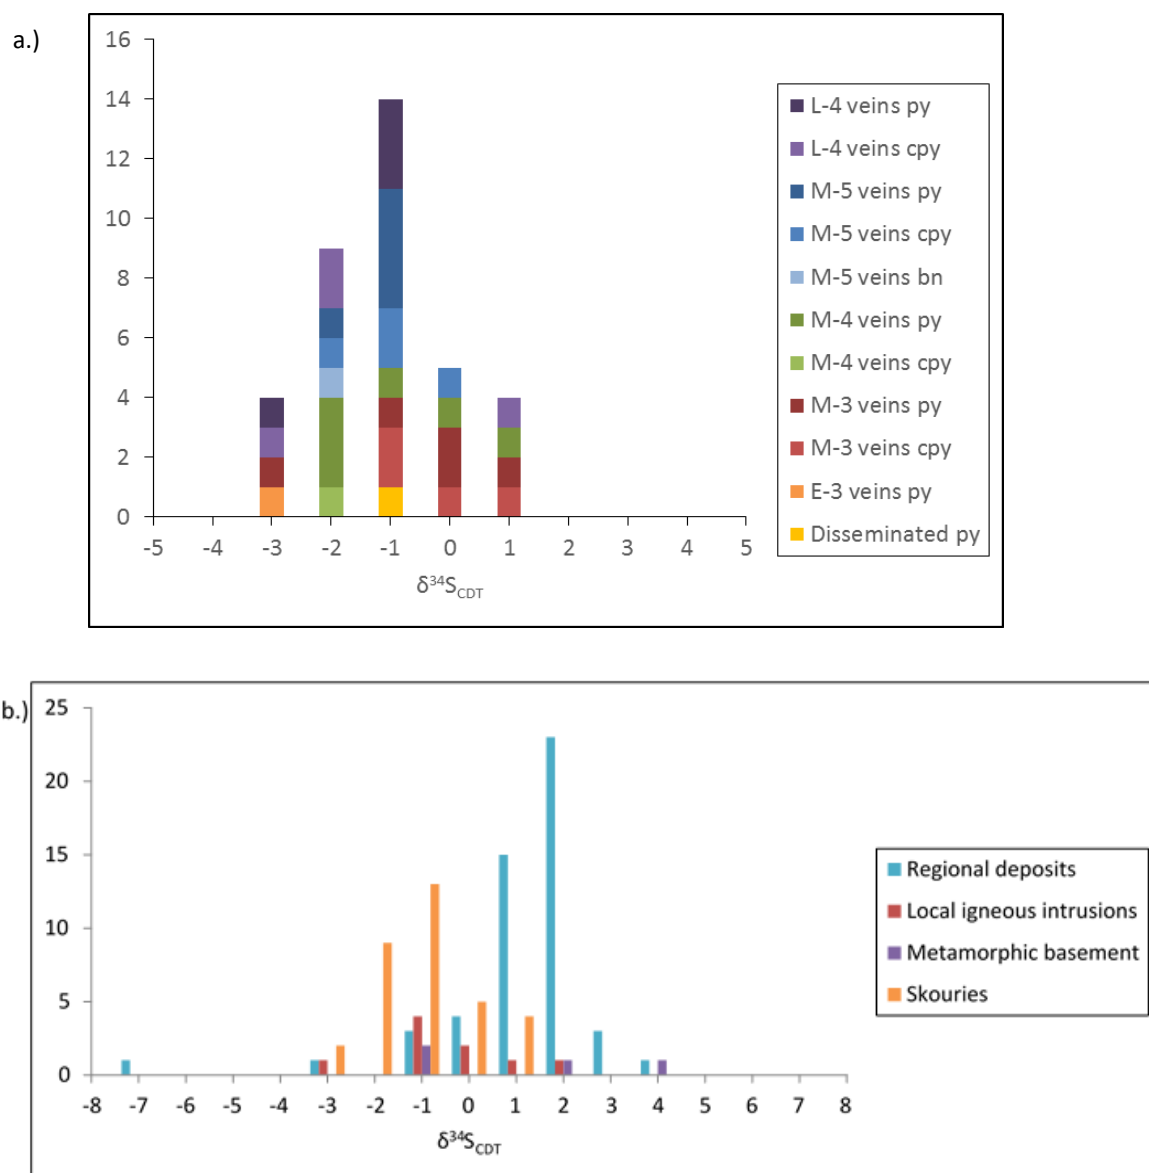 a.)
16
14
12
10
8
6
4
2
0
-5 -4 -3 -2 -1 0 1 2 3 4 5
δ³⁴S_CDT
L-4 veins py
L-4 veins cpy
M-5 veins py
M-5 veins cpy
M-5 veins bn
M-4 veins py
M-4 veins cpy
M-3 veins py
M-3 veins cpy
E-3 veins py
Disseminated py
b.)
25
20
15
10
5
0
-8 -7 -6 -5 -4 -3 -2 -1 0 1 2 3 4 5 6 7 8
δ³⁴S_CDT
Regional deposits
Local igneous intrusions
Metamorphic basement
Skouries